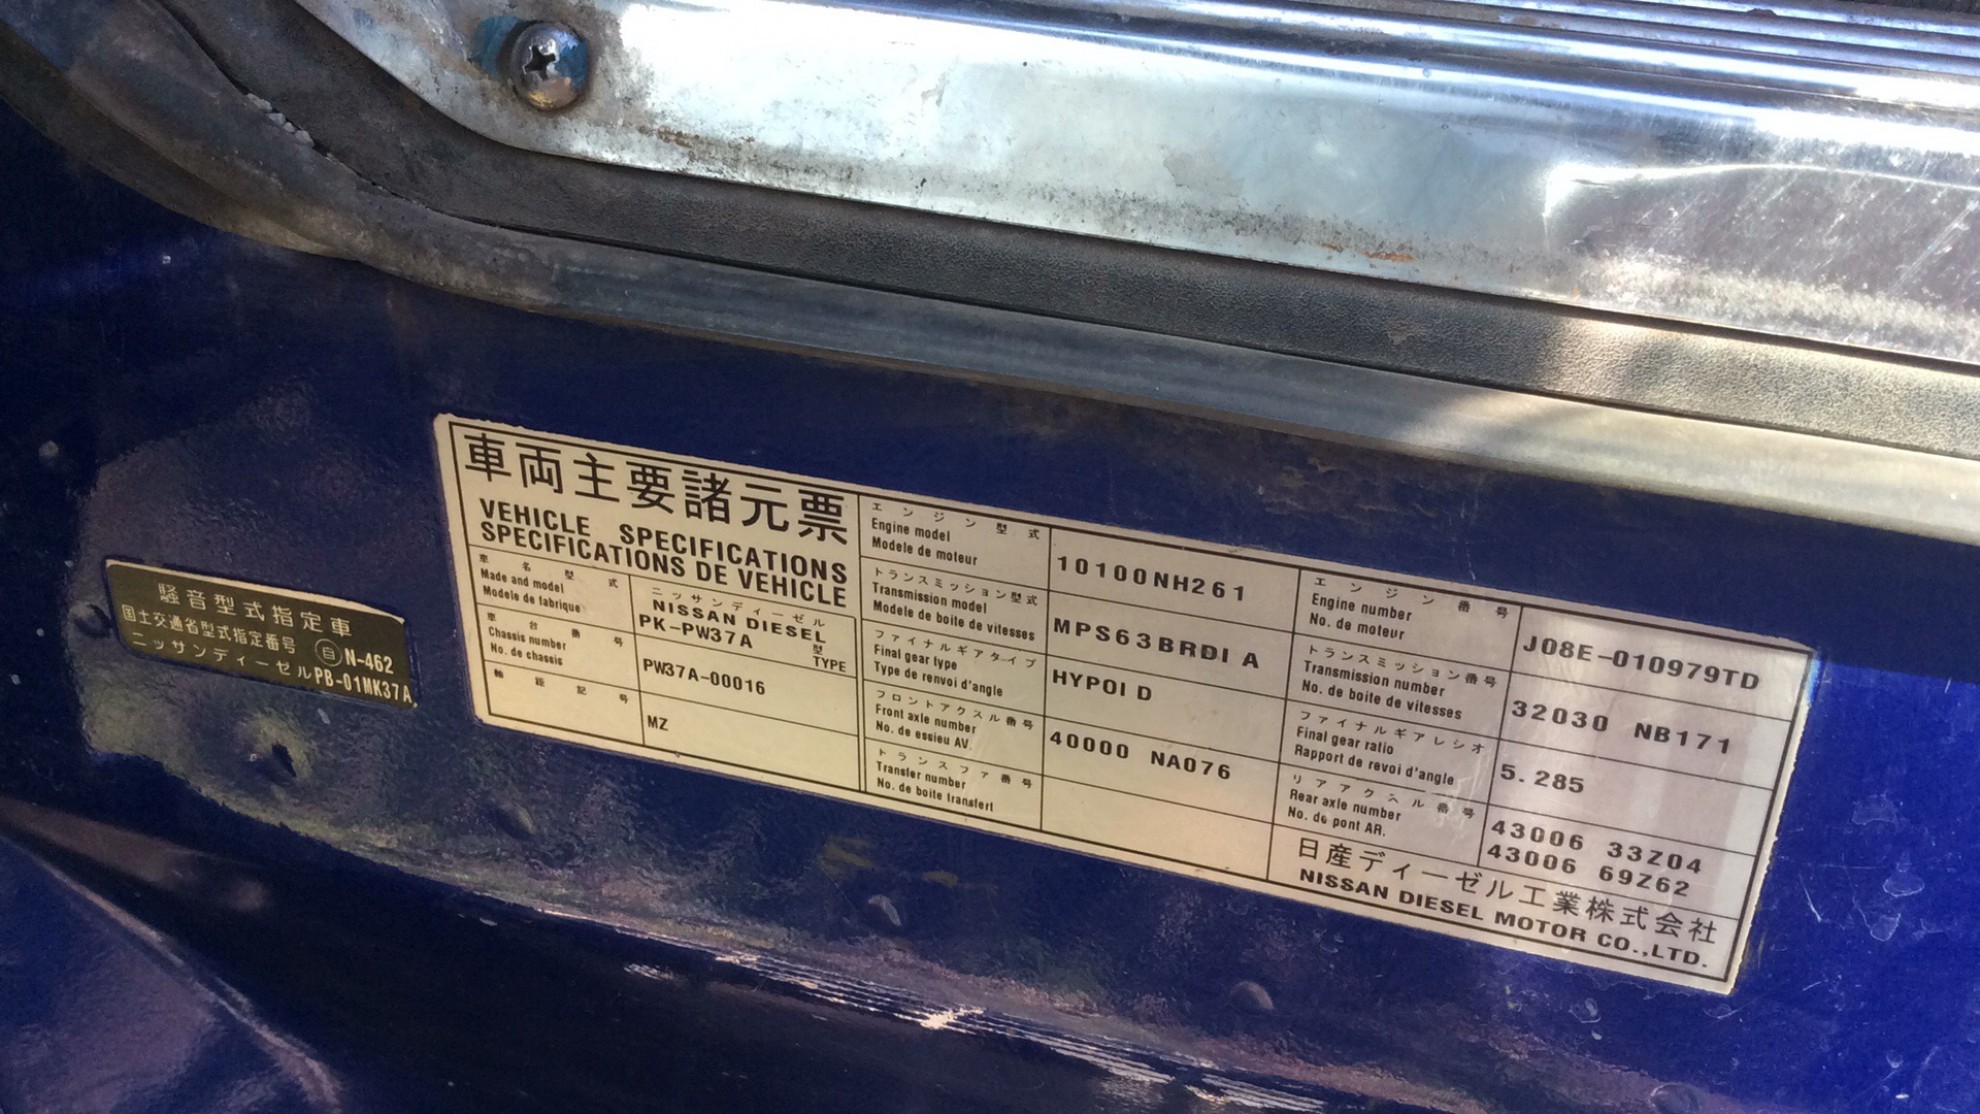 騒音型式指定車
国土交通省型式指定番号 自 N-462
ニッサンディーゼルPB-01MK37A
車両主要諸元票
VEHICLE SPECIFICATIONS
SPECIFICATIONS DE VEHICLE
車名型式
Made and model
Modele de fabrique
ニッサンディーゼル
NISSAN DIESEL
PK-PW37A
型
TYPE
車台番号
Chassis number
No. de chassis
PW37A-00016
軸距記号
MZ
エンジン型式
Engine model
Modele de moteur
10100NH261
エンジン番号
Engine number
No. de moteur
J08E-010979TD
トランスミッション型式
Transmission model
Modele de boite de vitesses
MPS63BRDI A
トランスミッション番号
Transmission number
No. de boite de vitesses
32030 NB171
ファイナルギアタイプ
Final gear type
Type de renvoi d'angle
HYPOI D
ファイナルギアレシオ
Final gear ratio
Rapport de revoi d'angle
5.285
フロントアクスル番号
Front axle number
No. de essieu AV.
40000 NA076
リアアクスル番号
Rear axle number
No. de pont AR.
43006 33Z04
43006 69Z62
トランスファ番号
Transfer number
No. de boite transfert
日産ディーゼル工業株式会社
NISSAN DIESEL MOTOR CO.,LTD.